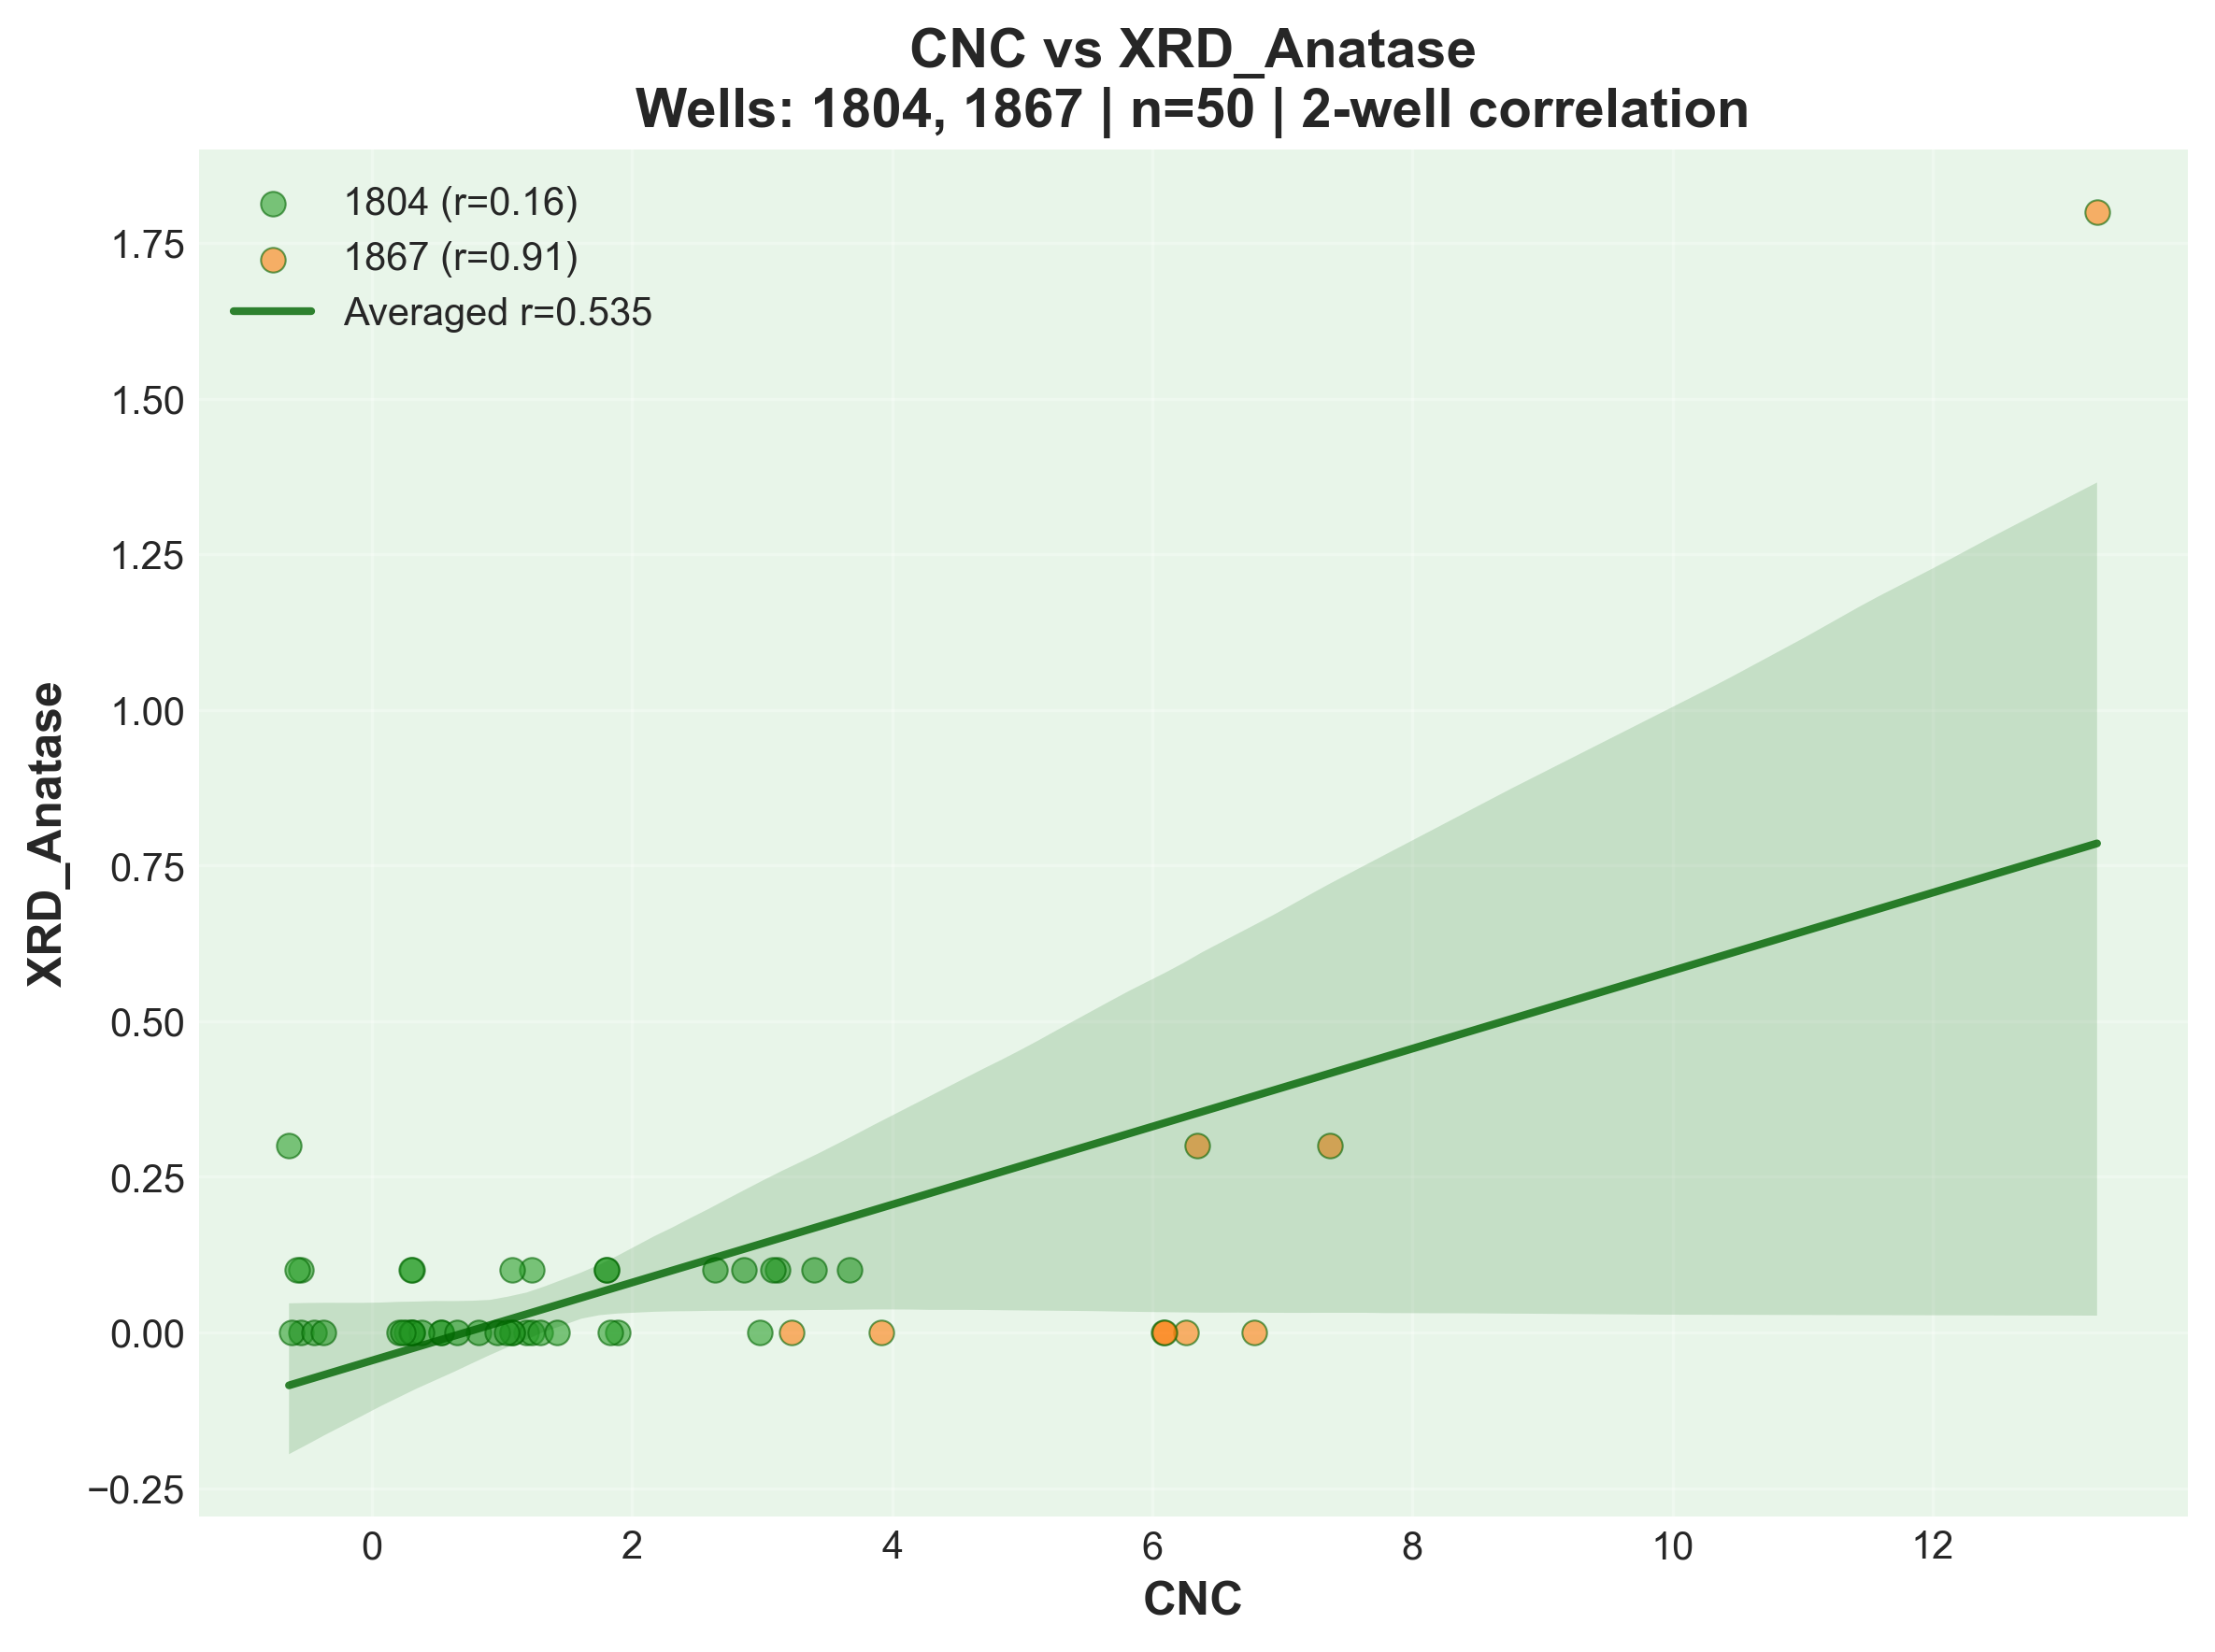 CNC vs XRD_Anatase
Wells: 1804, 1867 | n=50 | 2-well correlation
1804 (r=0.16)
1867 (r=0.91)
Averaged r=0.535
XRD_Anatase
1.75
1.50
1.25
1.00
0.75
0.50
0.25
0.00
−0.25
0 2 4 6 8 10 12
CNC